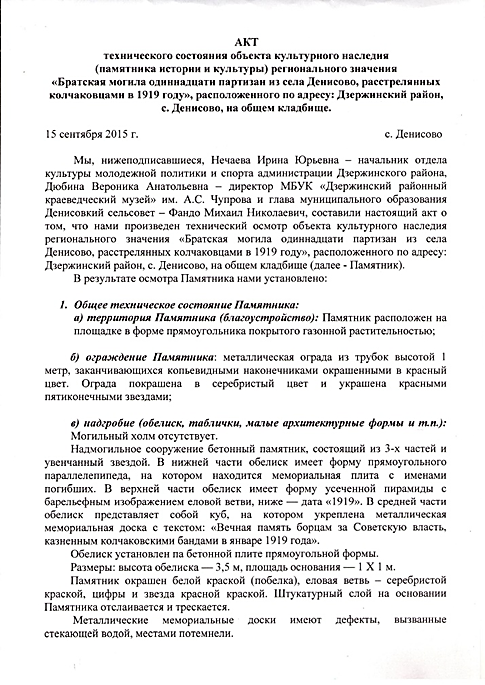 АКТ
технического состояния объекта культурного наследия
(памятника истории и культуры) регионального значения
«Братская могила одиннадцати партизан из села Денисово, расстрелянных
колчаковцами в 1919 году», расположенного по адресу: Дзержинский район,
с. Денисово, на общем кладбище.
15 сентября 2015 г. с. Денисово
Мы, нижеподписавшиеся, Нечаева Ирина Юрьевна – начальник отдела
культуры молодежной политики и спорта администрации Дзержинского района,
Дюбина Вероника Анатольевна – директор МБУК «Дзержинский районный
краеведческий музей» им. А.С. Чупрова и глава муниципального образования
Денисовкий сельсовет – Фандо Михаил Николаевич, составили настоящий акт о
том, что нами произведен технический осмотр объекта культурного наследия
регионального значения «Братская могила одиннадцати партизан из села
Денисово, расстрелянных колчаковцами в 1919 году», расположенного по адресу:
Дзержинский район, с. Денисово, на общем кладбище (далее - Памятник).
В результате осмотра Памятника нами установлено:
1. Общее техническое состояние Памятника:
а) территория Памятника (благоустройство): Памятник расположен на
площадке в форме прямоугольника покрытого газонной растительностью;
б) ограждение Памятника: металлическая ограда из трубок высотой 1
метр, заканчивающихся копьевидными наконечниками окрашенными в красный
цвет. Ограда покрашена в серебристый цвет и украшена красными
пятиконечными звездами;
в) надгробие (обелиск, таблички, малые архитектурные формы и т.п.):
Могильный холм отсутствует.
Надмогильное сооружение бетонный памятник, состоящий из 3-х частей и
увенчанный звездой. В нижней части обелиск имеет форму прямоугольного
параллелепипеда, на котором находится мемориальная плита с именами
погибших. В верхней части обелиск имеет форму усеченной пирамиды с
барельефным изображением еловой ветви, ниже — дата «1919». В средней части
обелиск представляет собой куб, на котором укреплена металлическая
мемориальная доска с текстом: «Вечная память борцам за Советскую власть,
казненным колчаковскими бандами в январе 1919 года».
Обелиск установлен па бетонной плите прямоугольной формы.
Размеры: высота обелиска — 3,5 м, площадь основания — 1 Х 1 м.
Памятник окрашен белой краской (побелка), еловая ветвь – серебристой
краской, цифры и звезда красной краской. Штукатурный слой на основании
Памятника отслаивается и трескается.
Металлические мемориальные доски имеют дефекты, вызванные
стекающей водой, местами потемнели.